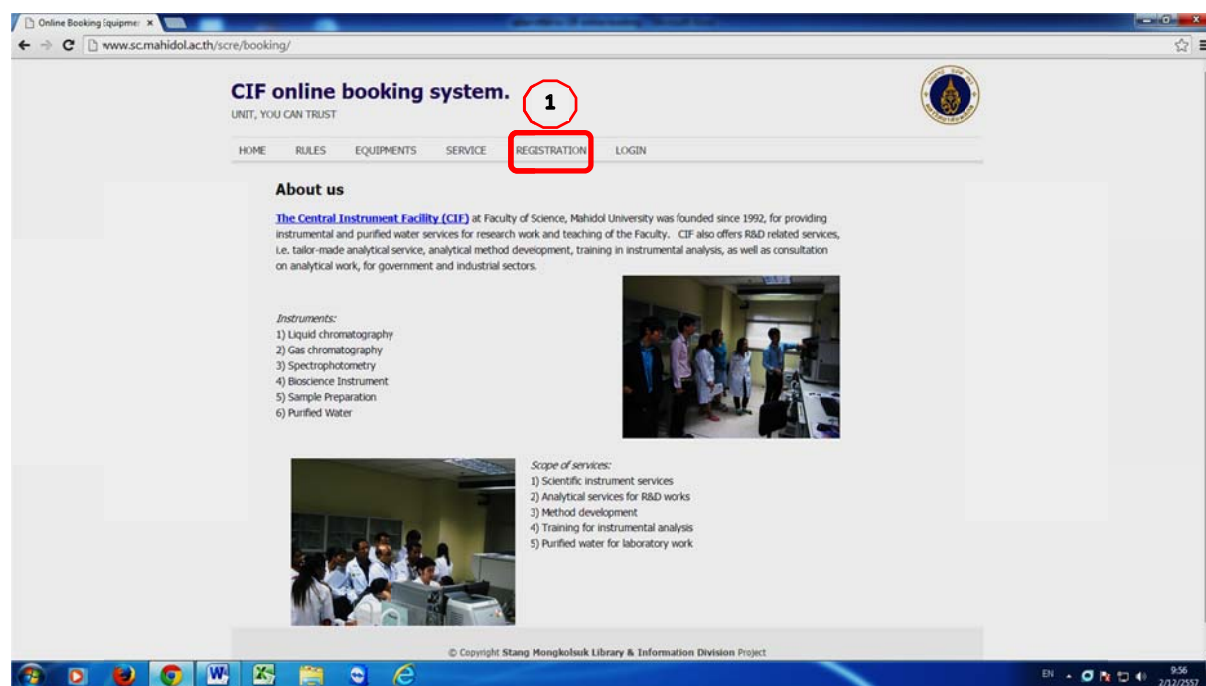 Online Booking Equipmer
www.sc.mahidol.ac.th/scre/booking/
CIF online booking system.
UNIT, YOU CAN TRUST
1
HOME RULES EQUIPMENTS SERVICE REGISTRATION LOGIN
About us
The Central Instrument Facility (CIF) at Faculty of Science, Mahidol University was founded since 1992, for providing
instrumental and purified water services for research work and teaching of the Faculty. CIF also offers R&D related services,
i.e. tailor-made analytical service, analytical method development, training in instrumental analysis, as well as consultation
on analytical work, for government and industrial sectors.
Instruments:
1) Liquid chromatography
2) Gas chromatography
3) Spectrophotometry
4) Bioscience Instrument
5) Sample Preparation
6) Purified Water
Scope of services:
1) Scientific instrument services
2) Analytical services for R&D works
3) Method development
4) Training for instrumental analysis
5) Purified water for laboratory work
© Copyright Stang Mongkolsuk Library & Information Division Project
EN
9:56
2/12/2557